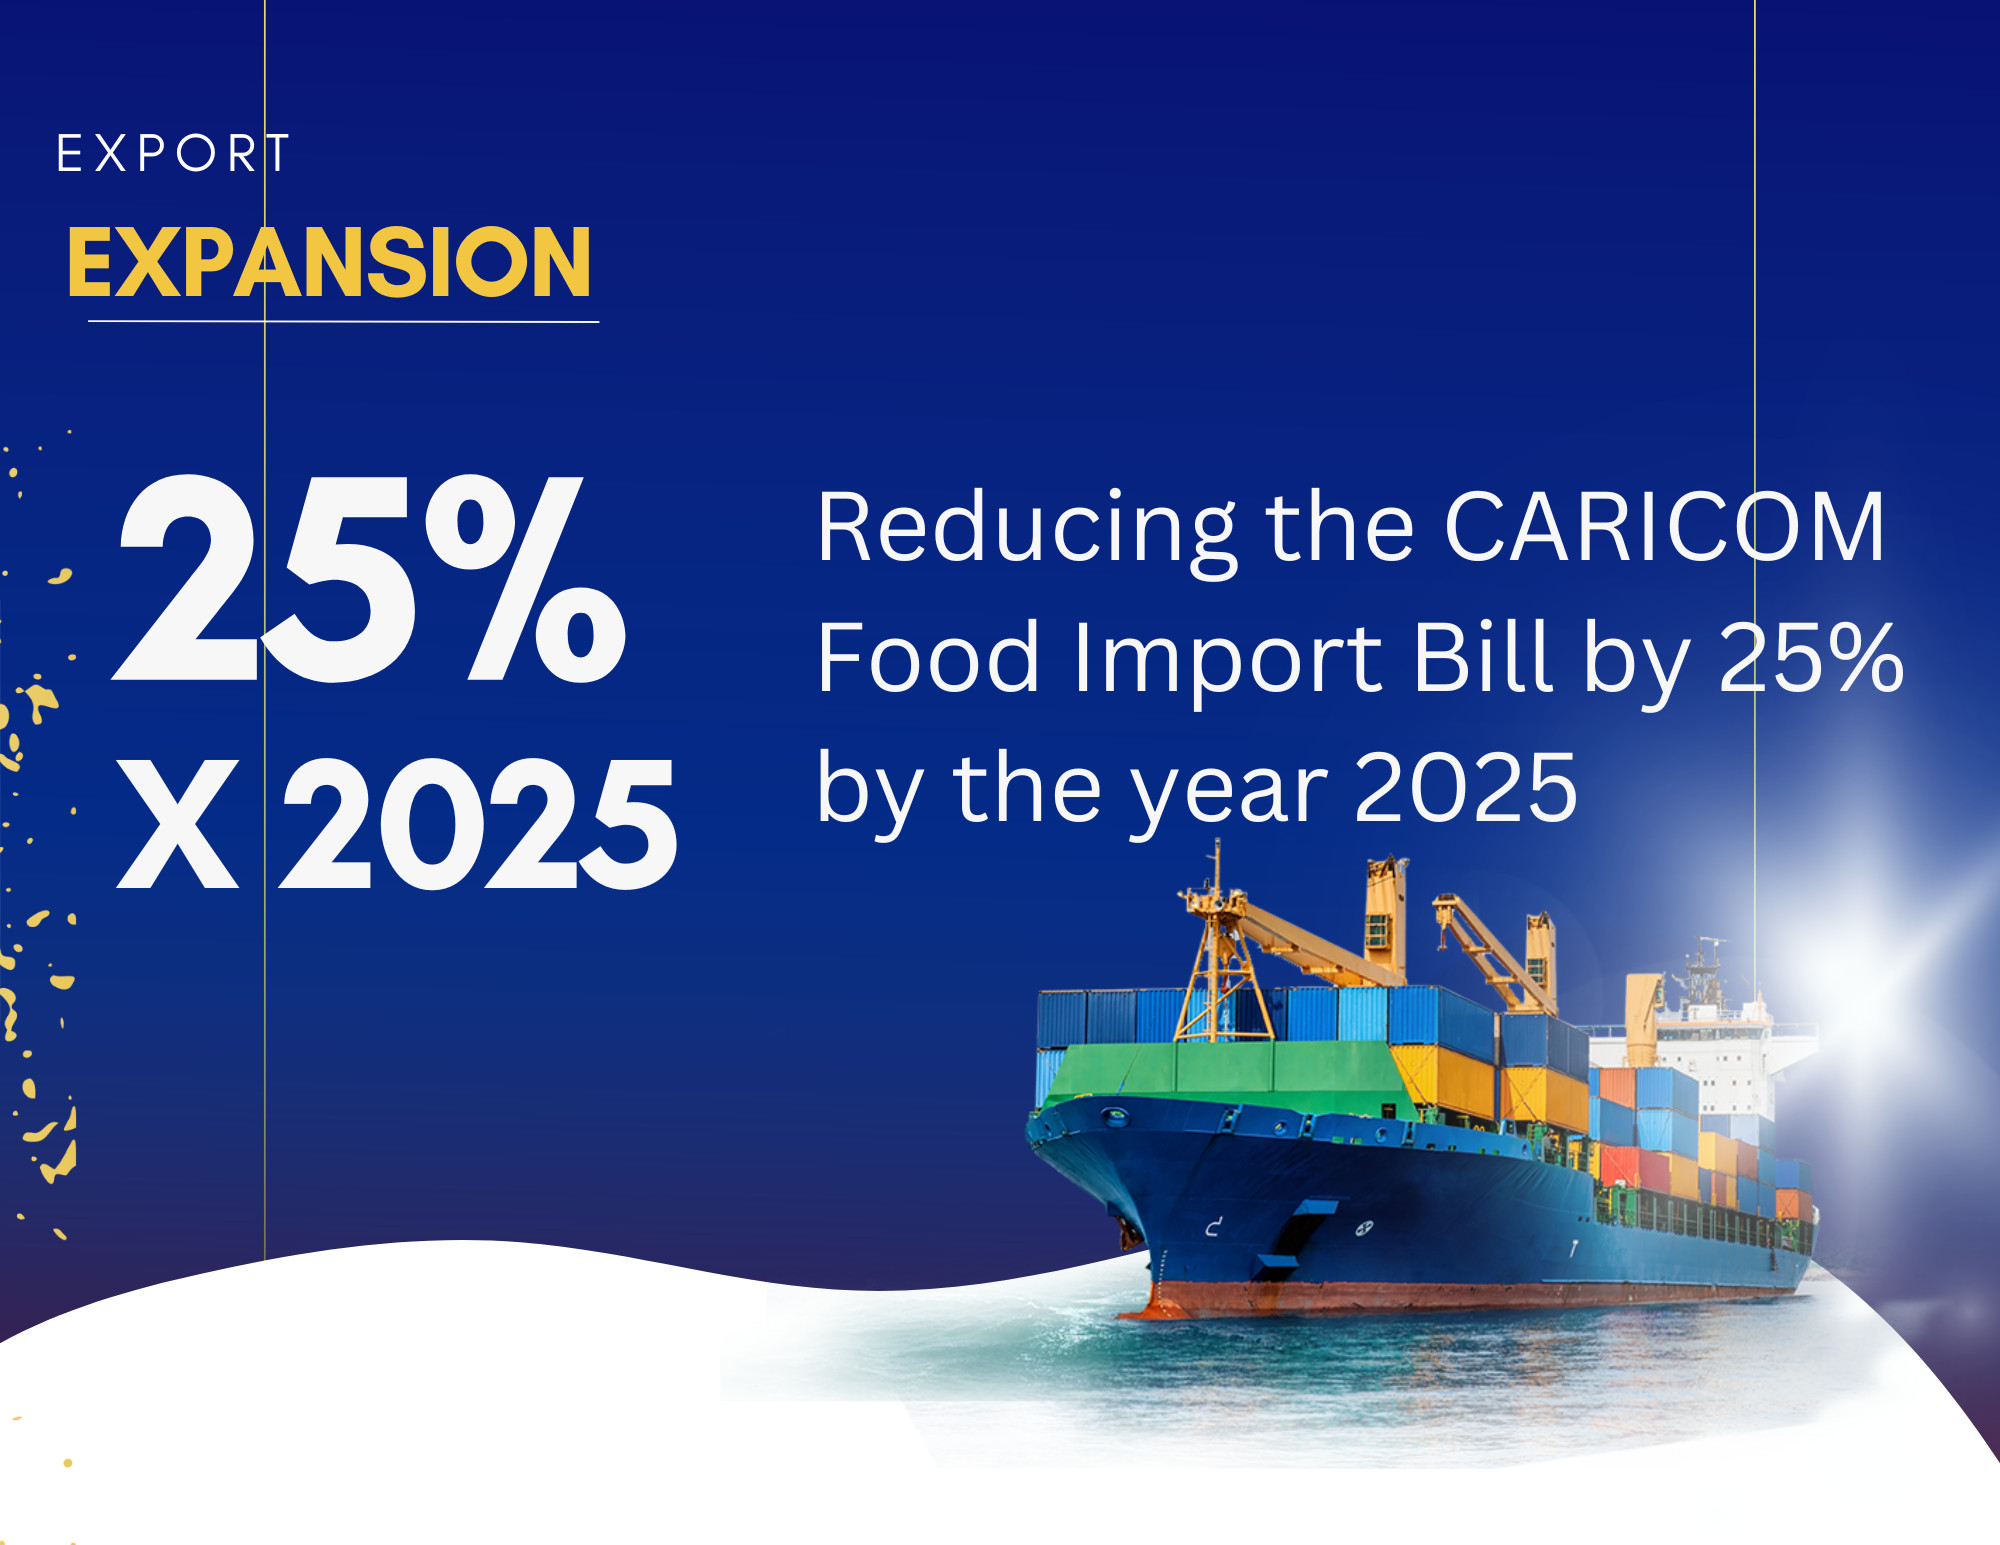 EXPORT
EXPANSION
25%
X 2025
Reducing the CARICOM
Food Import Bill by 25%
by the year 2025